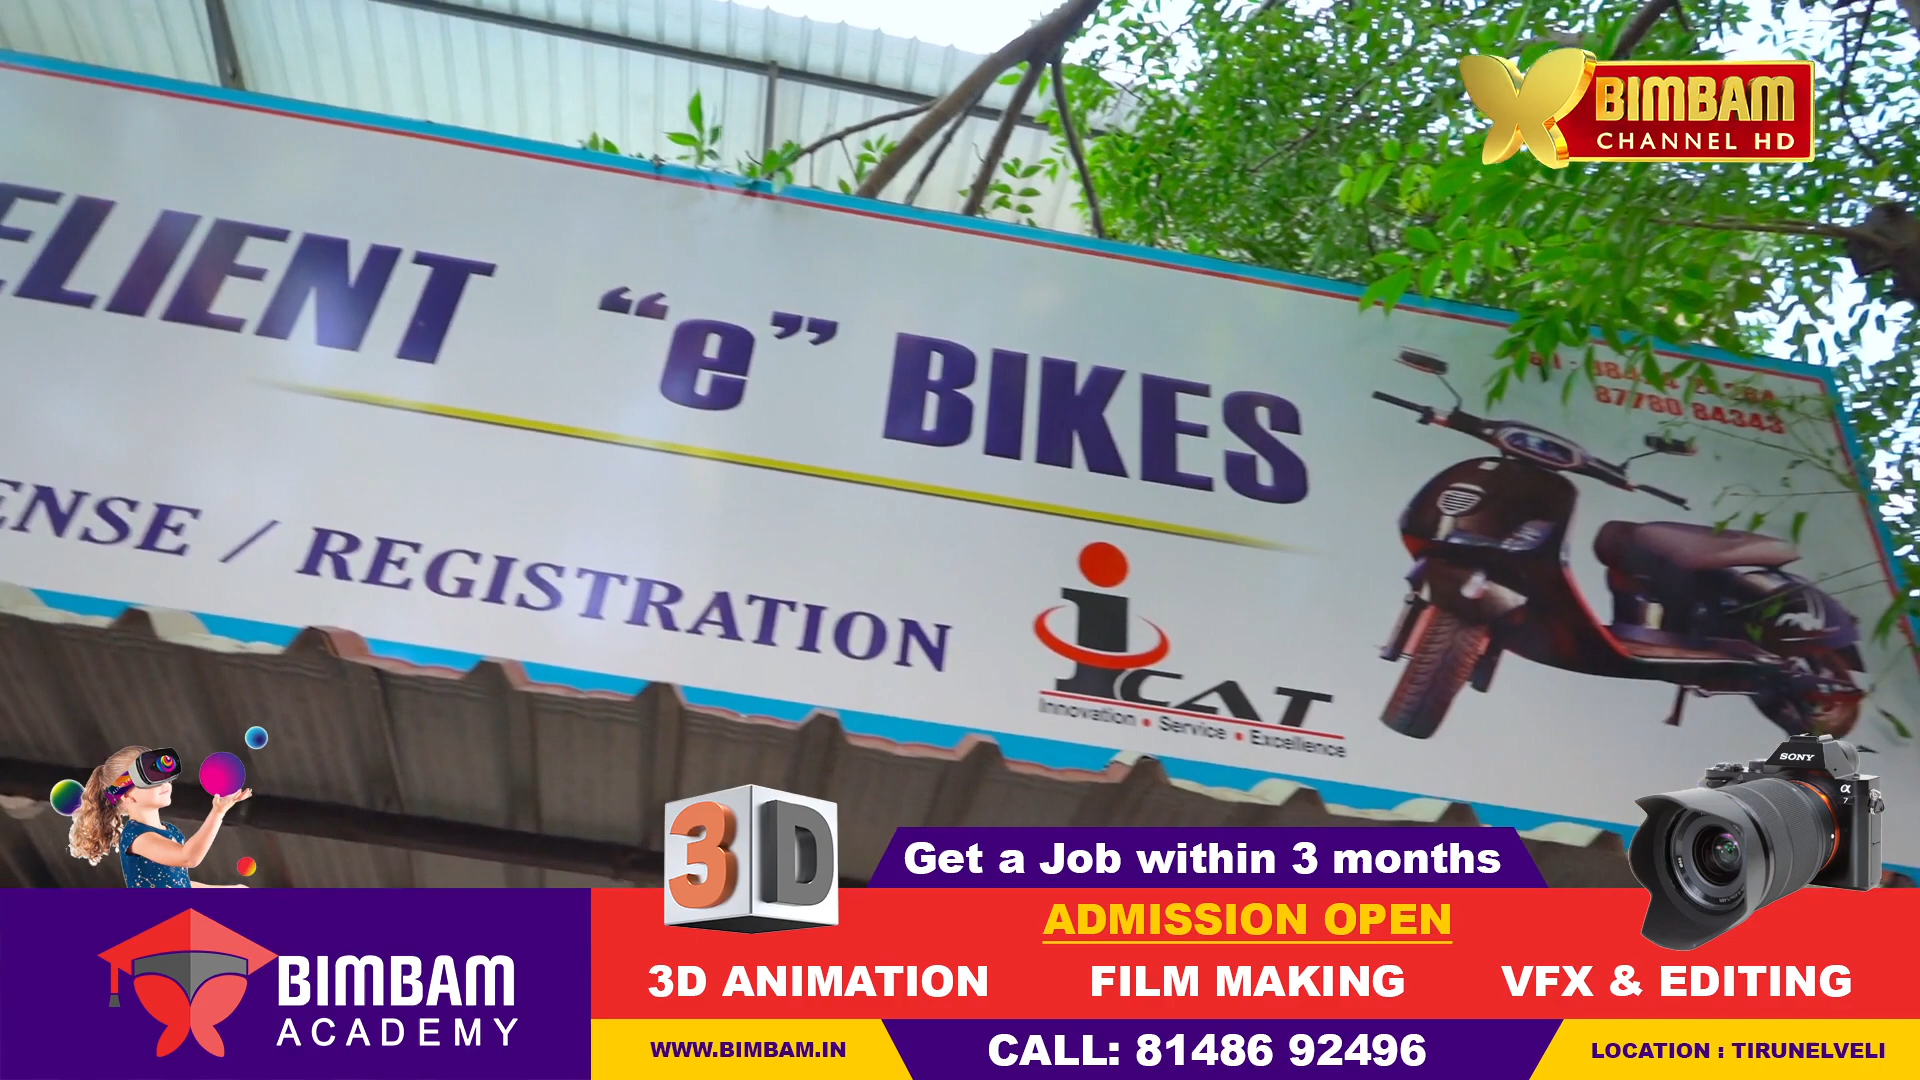 BIMBAM
CHANNEL HD
ELIENT “e” BIKES
87780 84343
ENSE / REGISTRATION
iCAT
Innovation • Service • Excellence
SONY
α
7
3D
Get a Job within 3 months
ADMISSION OPEN
3D ANIMATION FILM MAKING VFX & EDITING
BIMBAM
ACADEMY
WWW.BIMBAM.IN CALL: 81486 92496 LOCATION : TIRUNELVELI